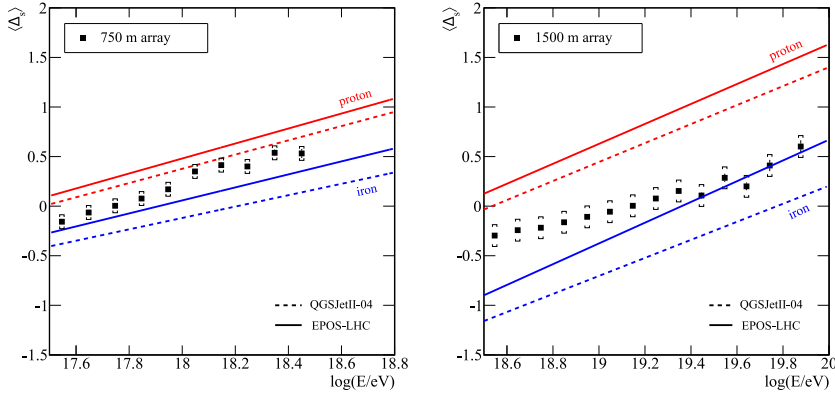 ⟨Δₛ⟩
2
1.5
1
0.5
0
-0.5
-1
-1.5
750 m array
proton
iron
QGSJetII-04
EPOS-LHC
17.6 17.8 18 18.2 18.4 18.6 18.8
log(E/eV)
⟨Δₛ⟩
2
1.5
1
0.5
0
-0.5
-1
-1.5
1500 m array
proton
iron
QGSJetII-04
EPOS-LHC
18.6 18.8 19 19.2 19.4 19.6 19.8 20
log(E/eV)